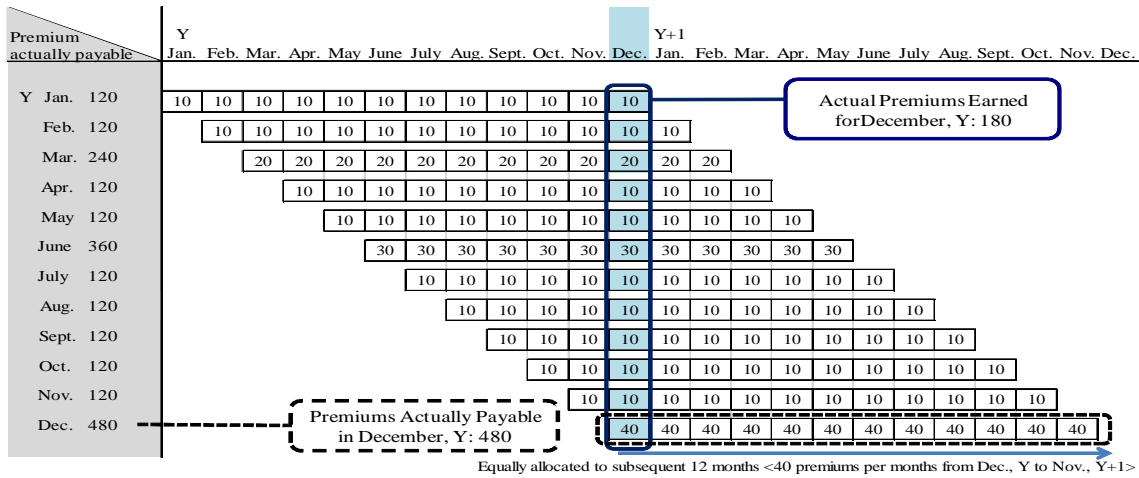 Premium
actually payable
Y Y+1
Jan. Feb. Mar. Apr. May June July Aug. Sept. Oct. Nov. Dec. Jan. Feb. Mar. Apr. May June July Aug. Sept. Oct. Nov. Dec.
Y Jan. 120 10 10 10 10 10 10 10 10 10 10 10 10
Actual Premiums Earned
for December, Y: 180
Feb. 120 10 10 10 10 10 10 10 10 10 10 10 10
Mar. 240 20 20 20 20 20 20 20 20 20 20 20 20
Apr. 120 10 10 10 10 10 10 10 10 10 10 10 10
May 120 10 10 10 10 10 10 10 10 10 10 10 10
June 360 30 30 30 30 30 30 30 30 30 30 30 30
July 120 10 10 10 10 10 10 10 10 10 10 10 10
Aug. 120 10 10 10 10 10 10 10 10 10 10 10 10
Sept. 120 10 10 10 10 10 10 10 10 10 10 10 10
Oct. 120 10 10 10 10 10 10 10 10 10 10 10 10
Nov. 120 10 10 10 10 10 10 10 10 10 10 10 10
Dec. 480 40 40 40 40 40 40 40 40 40 40 40 40
Premiums Actually Payable
in December, Y: 480
Equally allocated to subsequent 12 months <40 premiums per months from Dec., Y to Nov., Y+1>